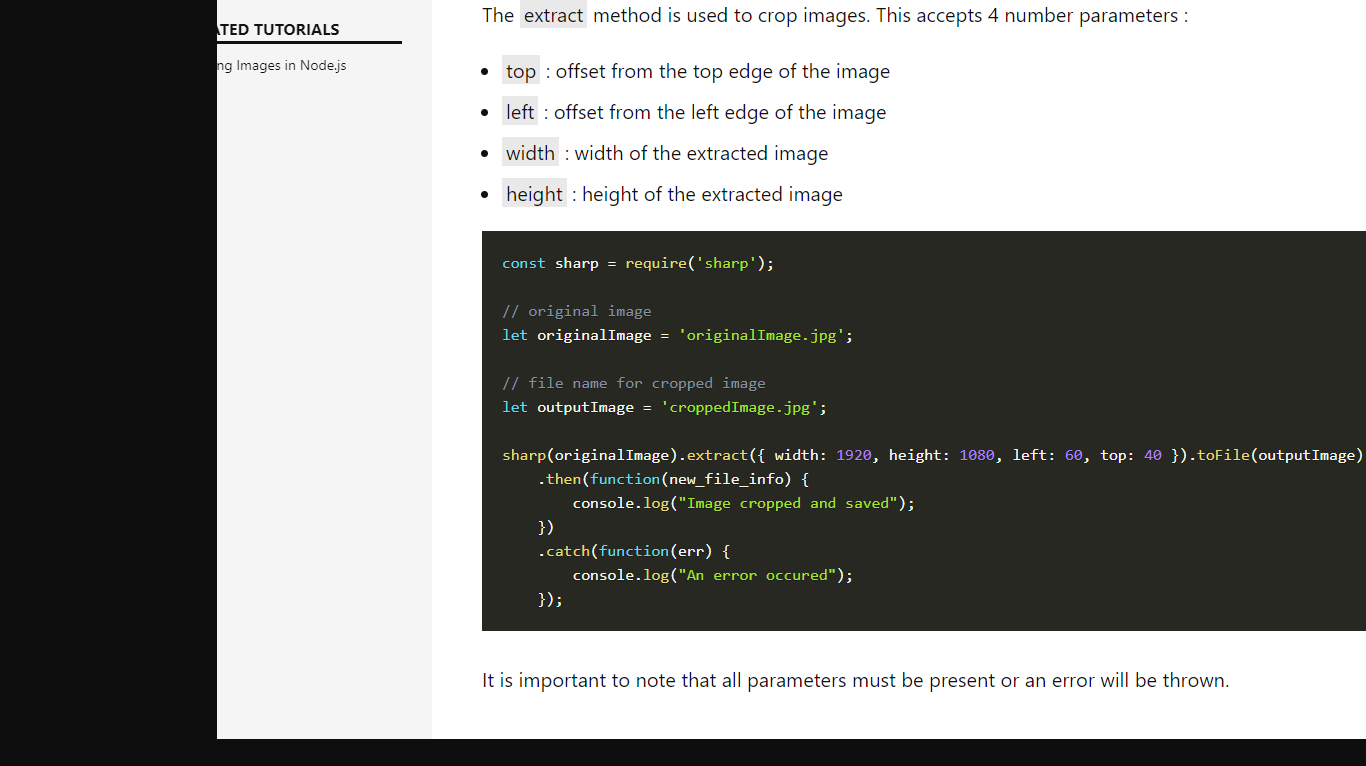 ATED TUTORIALS
ng Images in Node.js
The extract method is used to crop images. This accepts 4 number parameters :
top : offset from the top edge of the image
left : offset from the left edge of the image
width : width of the extracted image
height : height of the extracted image
const sharp = require('sharp');
// original image
let originalImage = 'originalImage.jpg';
// file name for cropped image
let outputImage = 'croppedImage.jpg';
sharp(originalImage).extract({ width: 1920, height: 1080, left: 60, top: 40 }).toFile(outputImage)
.then(function(new_file_info) {
console.log("Image cropped and saved");
})
.catch(function(err) {
console.log("An error occured");
});
It is important to note that all parameters must be present or an error will be thrown.